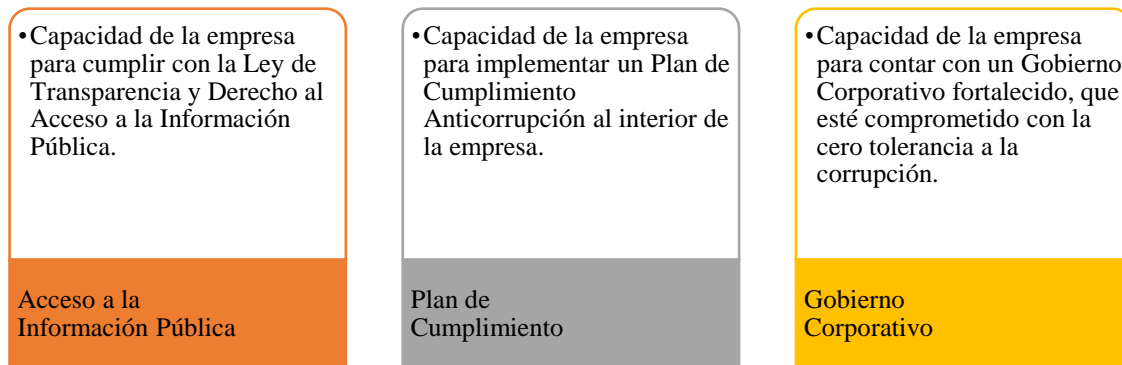 •Capacidad de la empresa
para cumplir con la Ley de
Transparencia y Derecho al
Acceso a la Información
Pública.
Acceso a la
Información Pública
•Capacidad de la empresa
para implementar un Plan de
Cumplimiento
Anticorrupción al interior de
la empresa.
Plan de
Cumplimiento
•Capacidad de la empresa
para contar con un Gobierno
Corporativo fortalecido, que
esté comprometido con la
cero tolerancia a la
corrupción.
Gobierno
Corporativo